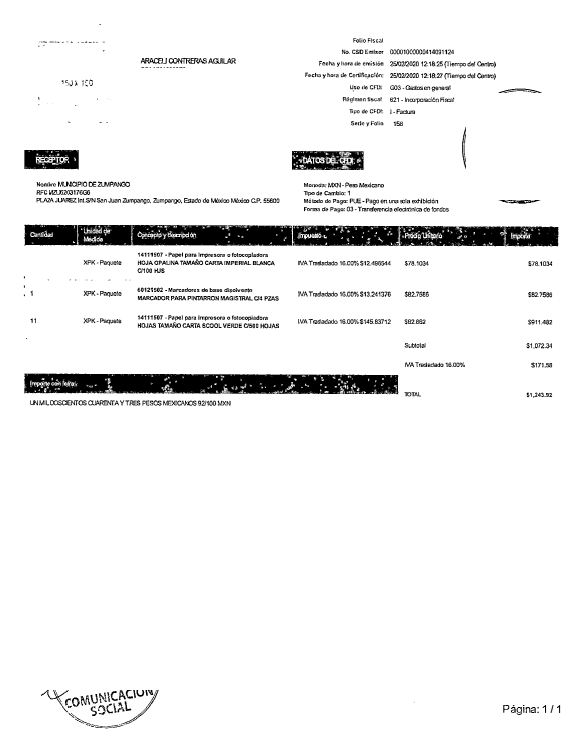 Folio Fiscal
No. CSD Emisor 00001000000414091124
ARACELI CONTRERAS AGUILAR
Fecha y hora de emisión 25/02/2020 12:18:25 (Tiempo del Centro)
Fecha y hora de Certificación: 25/02/2020 12:18:27 (Tiempo del Centro)
Uso de CFDI: G03 - Gastos en general
Régimen fiscal: 621 - Incorporación Fiscal
Tipo de CFDI: I - Factura
Serie y Folio 158
RECEPTOR
DATOS DEL CFDI
Nombre MUNICIPIO DE ZUMPANGO
PLAZA JUAREZ Int.S/N San Juan Zumpango, Zumpango, Estado de México México C.P. 55600
Moneda: MXN - Peso Mexicano
Tipo de Cambio: 1
Método de Pago: PUE - Pago en una sola exhibición
Forma de Pago: 03 - Transferencia electrónica de fondos
Cantidad Unidad de Medida Concepto y descripción Impuesto Precio Unitario Importe
14111507 - Papel para impresora o fotocopiadora
XPK - Paquete HOJA OPALINA TAMAÑO CARTA IMPERIAL BLANCA IVA Trasladado 16.00% $12.496544 $78.1034 $78.1034
C/100 HJS
60121502 - Marcadores de base disolvente
1 XPK - Paquete MARCADOR PARA PINTARRON MAGISTRAL C/4 PZAS IVA Trasladado 16.00% $13.241376 $82.7586 $82.7586
14111507 - Papel para impresora o fotocopiadora
11 XPK - Paquete HOJAS TAMAÑO CARTA SCOOL VERDE C/500 HOJAS IVA Trasladado 16.00% $145.83712 $82.862 $911.482
Subtotal $1,072.34
IVA Trasladado 16.00% $171.58
Importe con letra:
TOTAL $1,243.92
UN MIL DOSCIENTOS CUARENTA Y TRES PESOS MEXICANOS 92/100 MXN
COMUNICACION
SOCIAL
Página: 1 / 1